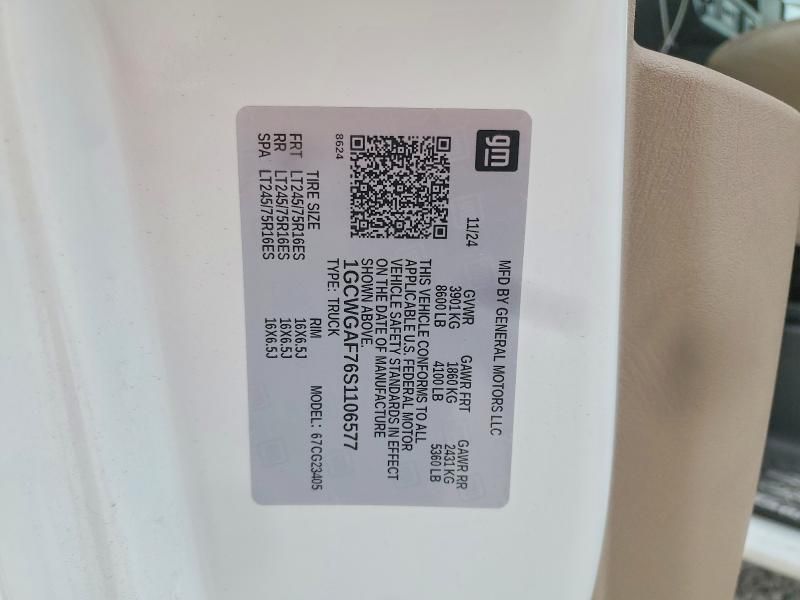 gm
MFD BY GENERAL MOTORS LLC
11/24
GVWR GAWR FRT GAWR RR
3901 KG 1860 KG 2431 KG
8600 LB 4100 LB 5360 LB
THIS VEHICLE CONFORMS TO ALL
APPLICABLE U.S. FEDERAL MOTOR
VEHICLE SAFETY STANDARDS IN EFFECT
ON THE DATE OF MANUFACTURE
SHOWN ABOVE.
1GCWGAF76S1106577
8624
TYPE: TRUCK
MODEL: 67CG23405
TIRE SIZE RIM
FRT LT245/75R16ES 16X6.5J
RR LT245/75R16ES 16X6.5J
SPA LT245/75R16ES 16X6.5J